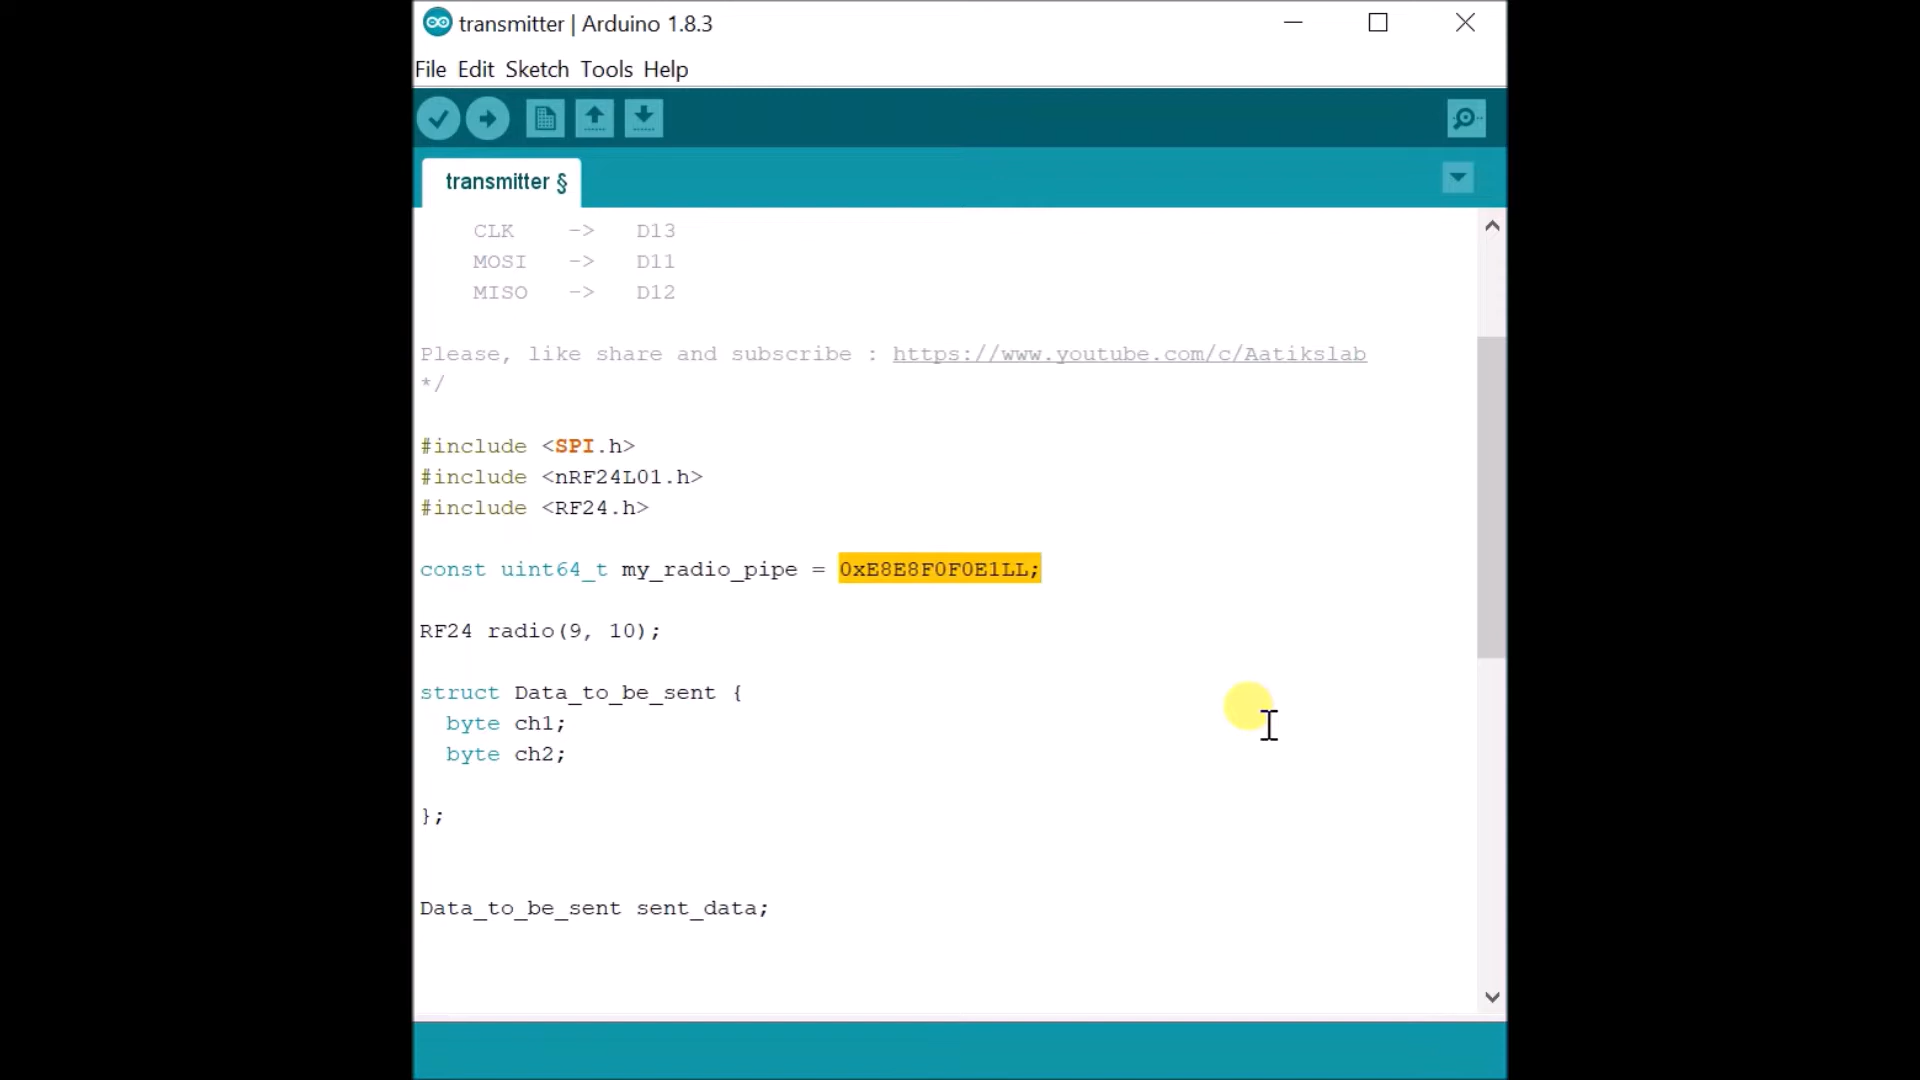 transmitter | Arduino 1.8.3
File Edit Sketch Tools Help
transmitter §
CLK -> D13
MOSI -> D11
MISO -> D12
Please, like share and subscribe : https://www.youtube.com/c/Aatikslab
*/
#include <SPI.h>
#include <nRF24L01.h>
#include <RF24.h>
const uint64_t my_radio_pipe = 0xE8E8F0F0E1LL;
RF24 radio(9, 10);
struct Data_to_be_sent {
byte ch1;
byte ch2;
};
Data_to_be_sent sent_data;